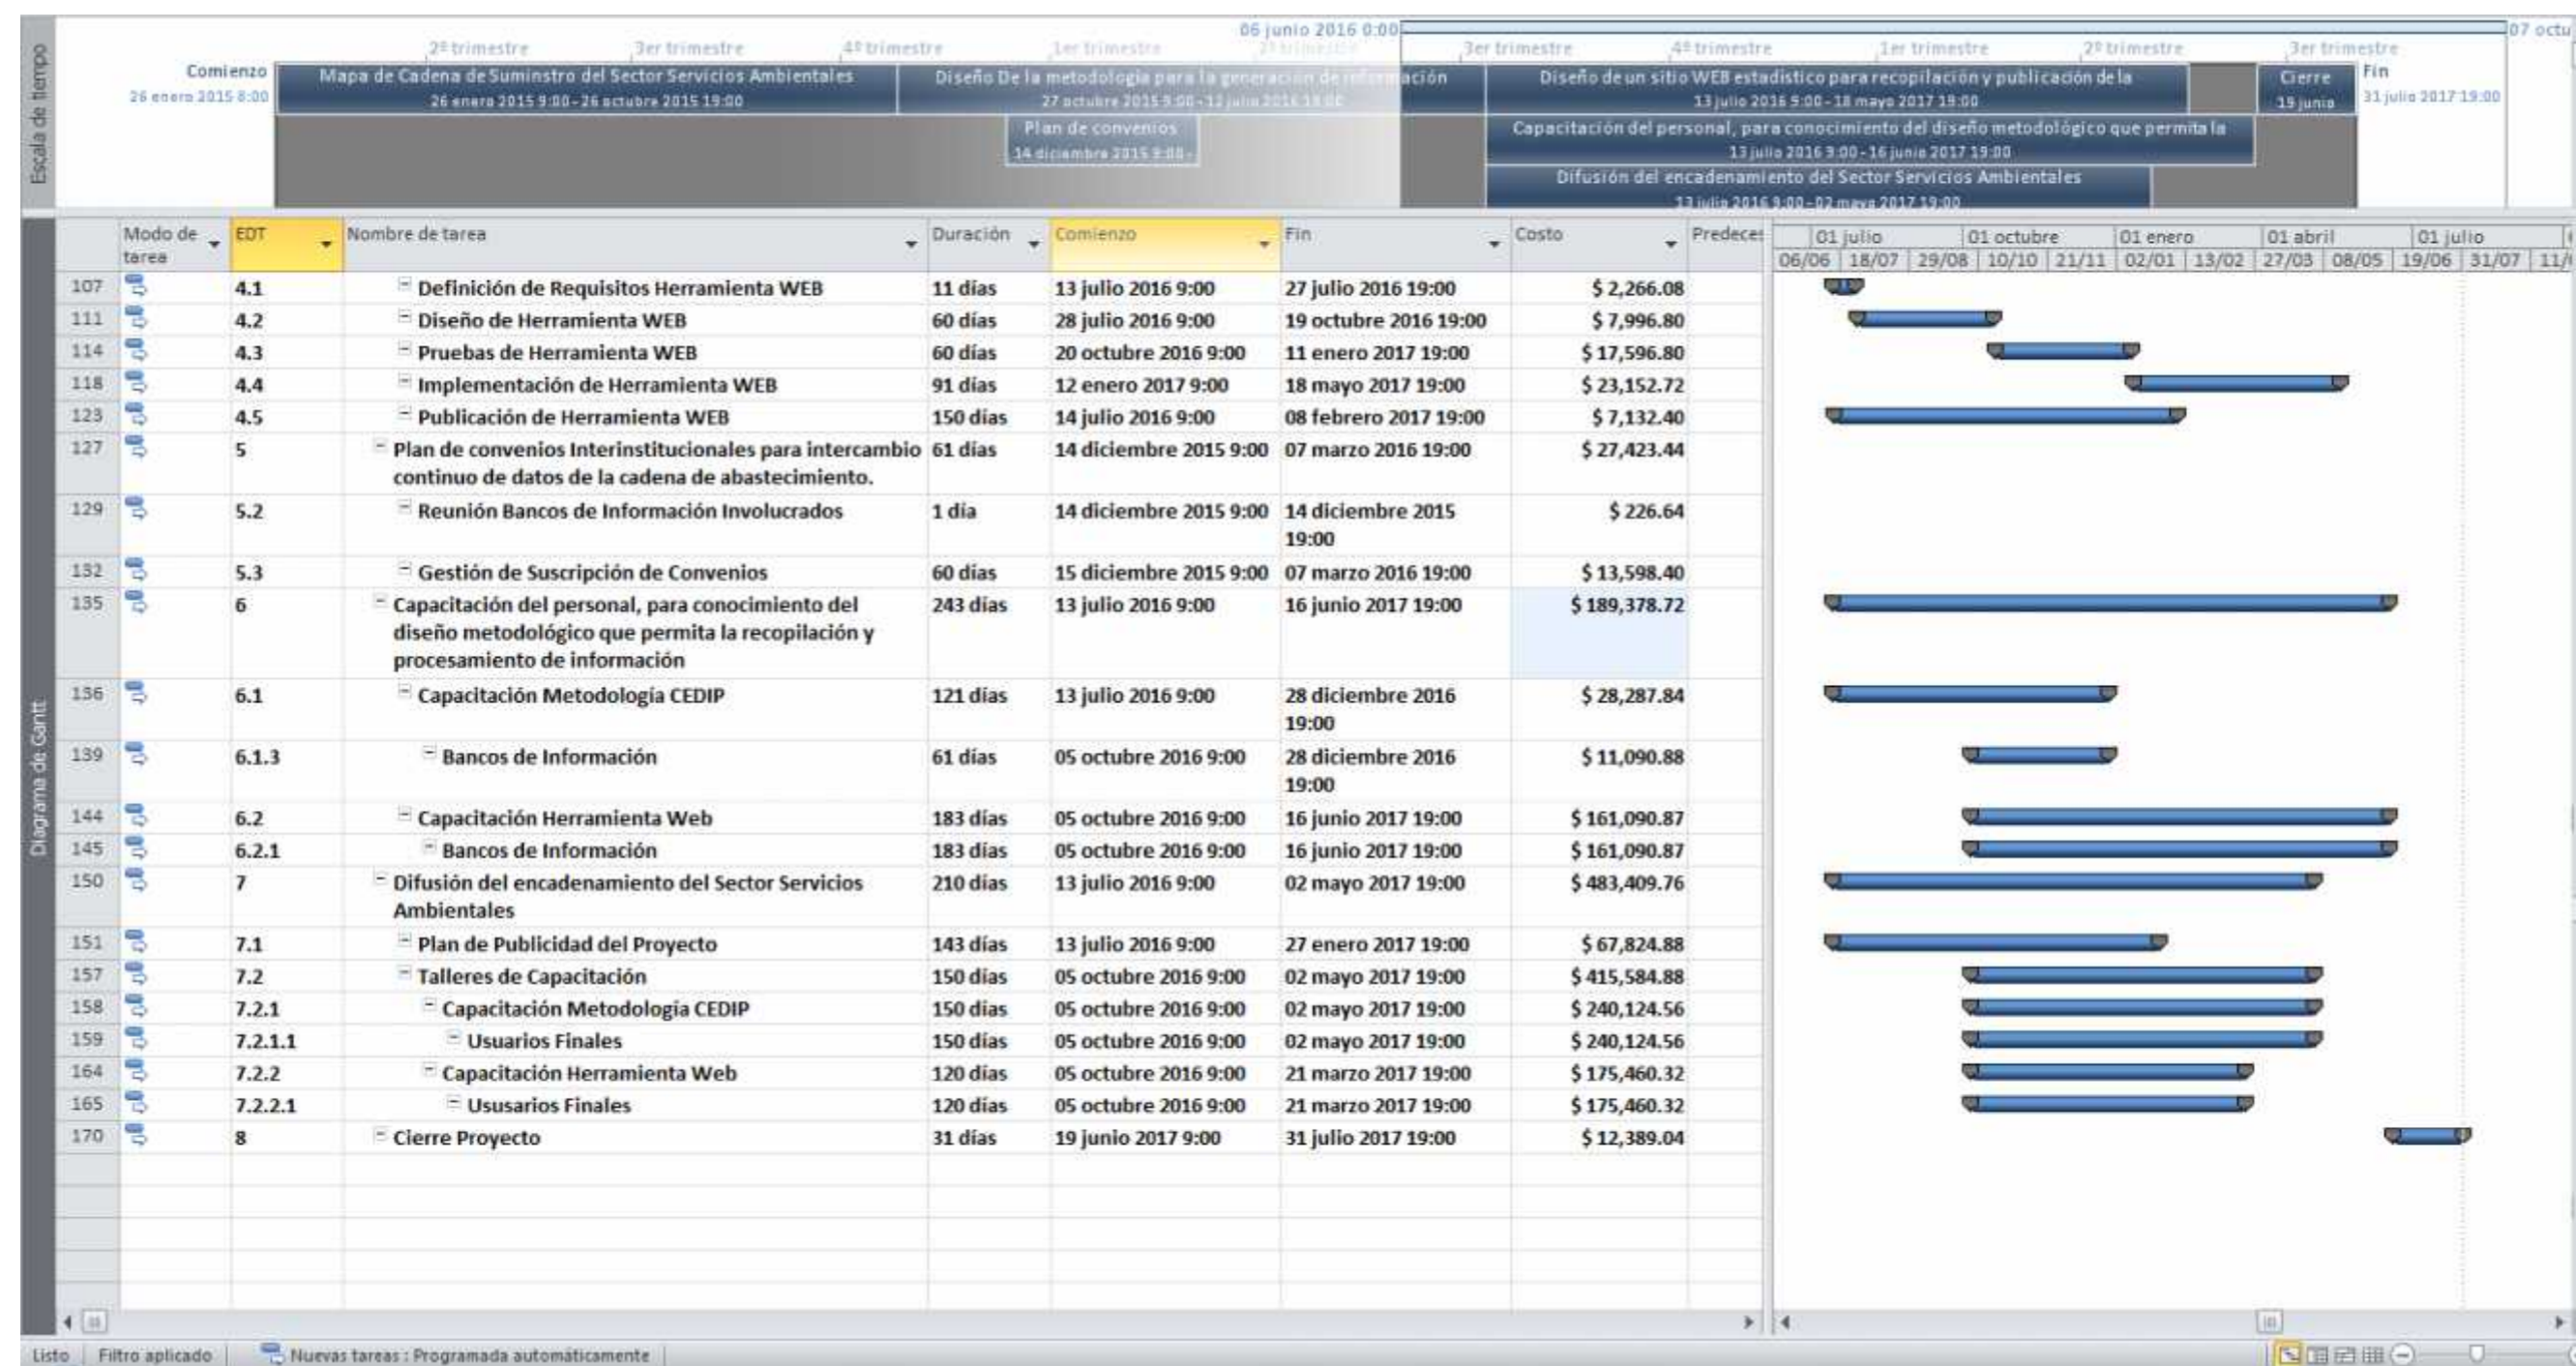 06 junio 2016 0:00
07 octu
2º trimestre 3er trimestre 4º trimestre 1er trimestre 3er trimestre 4º trimestre 1er trimestre 2º trimestre 3er trimestre
Escala de tiempo
Comienzo
26 enero 2015 8:00
Mapa de Cadena de Suminstro del Sector Servicios Ambientales
26 enero 2015 9:00 - 26 octubre 2015 19:00
Diseño De la metodología para la generación de información
27 octubre 2015 9:00 - 12 julio 2016 19:00
Diseño de un sitio WEB estadístico para recopilación y publicación de la
13 julio 2016 9:00 - 18 mayo 2017 19:00
Cierre
19 junio
Fin
31 julio 2017 19:00
Plan de convenios
14 diciembre 2015 9:00 -
Capacitación del personal, para conocimiento del diseño metodológico que permita la
13 julio 2016 9:00 - 16 junio 2017 19:00
Difusión del encadenamiento del Sector Servicios Ambientales
13 julio 2016 9:00 - 02 mayo 2017 19:00
Modo de tarea EDT Nombre de tarea Duración Comienzo Fin Costo Predeces
01 julio 01 octubre 01 enero 01 abril 01 julio
06/06 18/07 29/08 10/10 21/11 02/01 13/02 27/03 08/05 19/06 31/07 11/
Diagrama de Gantt
107 4.1 Definición de Requisitos Herramienta WEB 11 días 13 julio 2016 9:00 27 julio 2016 19:00 $ 2,266.08
111 4.2 Diseño de Herramienta WEB 60 días 28 julio 2016 9:00 19 octubre 2016 19:00 $ 7,996.80
114 4.3 Pruebas de Herramienta WEB 60 días 20 octubre 2016 9:00 11 enero 2017 19:00 $ 17,596.80
118 4.4 Implementación de Herramienta WEB 91 días 12 enero 2017 9:00 18 mayo 2017 19:00 $ 23,152.72
123 4.5 Publicación de Herramienta WEB 150 días 14 julio 2016 9:00 08 febrero 2017 19:00 $ 7,132.40
127 5 Plan de convenios Interinstitucionales para intercambio 61 días 14 diciembre 2015 9:00 07 marzo 2016 19:00 $ 27,423.44
continuo de datos de la cadena de abastecimiento.
129 5.2 Reunión Bancos de Información Involucrados 1 día 14 diciembre 2015 9:00 14 diciembre 2015 $ 226.64
19:00
132 5.3 Gestión de Suscripción de Convenios 60 días 15 diciembre 2015 9:00 07 marzo 2016 19:00 $ 13,598.40
135 6 Capacitación del personal, para conocimiento del 243 días 13 julio 2016 9:00 16 junio 2017 19:00 $ 189,378.72
diseño metodológico que permita la recopilación y
procesamiento de información
136 6.1 Capacitación Metodología CEDIP 121 días 13 julio 2016 9:00 28 diciembre 2016 $ 28,287.84
19:00
139 6.1.3 Bancos de Información 61 días 05 octubre 2016 9:00 28 diciembre 2016 $ 11,090.88
19:00
144 6.2 Capacitación Herramienta Web 183 días 05 octubre 2016 9:00 16 junio 2017 19:00 $ 161,090.87
145 6.2.1 Bancos de Información 183 días 05 octubre 2016 9:00 16 junio 2017 19:00 $ 161,090.87
150 7 Difusión del encadenamiento del Sector Servicios 210 días 13 julio 2016 9:00 02 mayo 2017 19:00 $ 483,409.76
Ambientales
151 7.1 Plan de Publicidad del Proyecto 143 días 13 julio 2016 9:00 27 enero 2017 19:00 $ 67,824.88
157 7.2 Talleres de Capacitación 150 días 05 octubre 2016 9:00 02 mayo 2017 19:00 $ 415,584.88
158 7.2.1 Capacitación Metodología CEDIP 150 días 05 octubre 2016 9:00 02 mayo 2017 19:00 $ 240,124.56
159 7.2.1.1 Usuarios Finales 150 días 05 octubre 2016 9:00 02 mayo 2017 19:00 $ 240,124.56
164 7.2.2 Capacitación Herramienta Web 120 días 05 octubre 2016 9:00 21 marzo 2017 19:00 $ 175,460.32
165 7.2.2.1 Ususarios Finales 120 días 05 octubre 2016 9:00 21 marzo 2017 19:00 $ 175,460.32
170 8 Cierre Proyecto 31 días 19 junio 2017 9:00 31 julio 2017 19:00 $ 12,389.04
Listo Filtro aplicado Nuevas tareas : Programada automáticamente